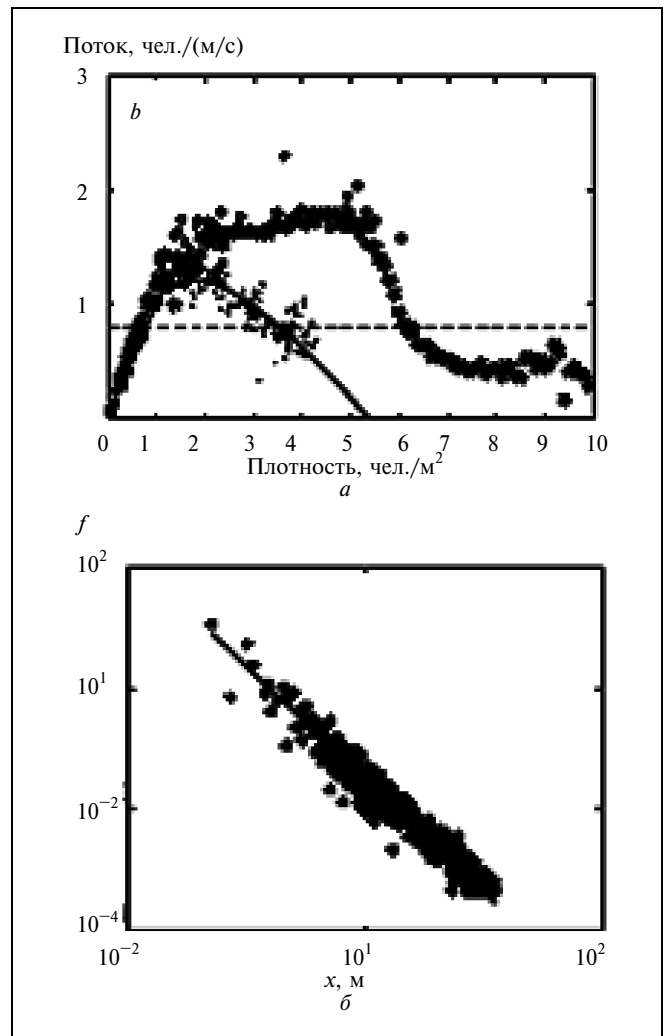 Поток, чел./(м/с)
3
b
2
1
0 1 2 3 4 5 6 7 8 9 10
Плотность, чел./м²
а
f
10²
10¹
10⁻²
10⁻⁴
10⁻² 10¹ 10²
x, м
б